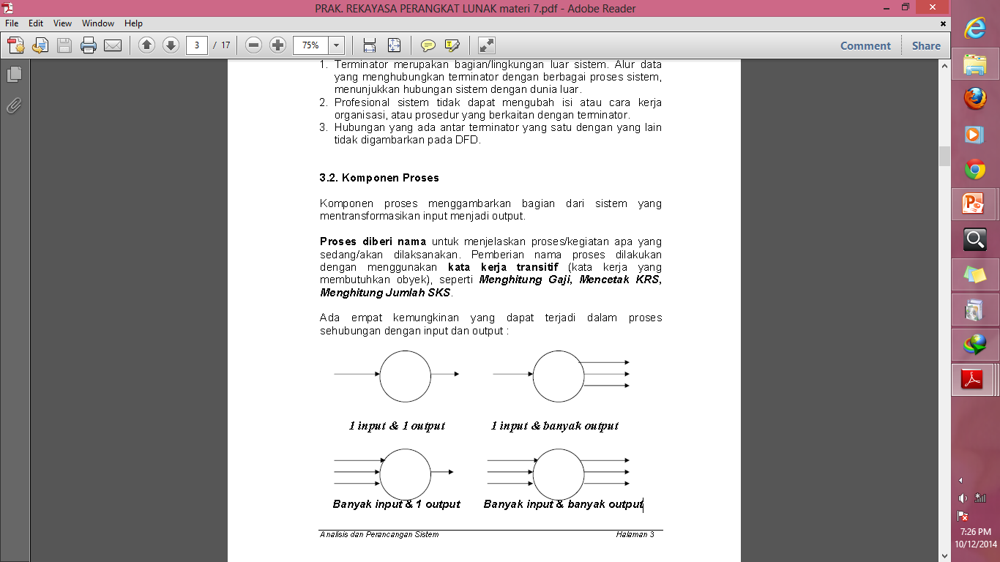 PRAK. REKAYASA PERANGKAT LUNAK materi 7.pdf - Adobe Reader
File Edit View Window Help
3 / 17 75% Comment Share
1. Terminator merupakan bagian/lingkungan luar sistem. Alur data
yang menghubungkan terminator dengan berbagai proses sistem,
menunjukkan hubungan sistem dengan dunia luar.
2. Profesional sistem tidak dapat mengubah isi atau cara kerja
organisasi, atau prosedur yang berkaitan dengan terminator.
3. Hubungan yang ada antar terminator yang satu dengan yang lain
tidak digambarkan pada DFD.
3.2. Komponen Proses
Komponen proses menggambarkan bagian dari sistem yang
mentransformasikan input menjadi output.
Proses diberi nama untuk menjelaskan proses/kegiatan apa yang
sedang/akan dilaksanakan. Pemberian nama proses dilakukan
dengan menggunakan kata kerja transitif (kata kerja yang
membutuhkan obyek), seperti Menghitung Gaji, Mencetak KRS,
Menghitung Jumlah SKS.
Ada empat kemungkinan yang dapat terjadi dalam proses
sehubungan dengan input dan output :
1 input & 1 output 1 input & banyak output
Banyak input & 1 output Banyak input & banyak output
Analisis dan Perancangan Sistem Halaman 3
7:26 PM
10/12/2014